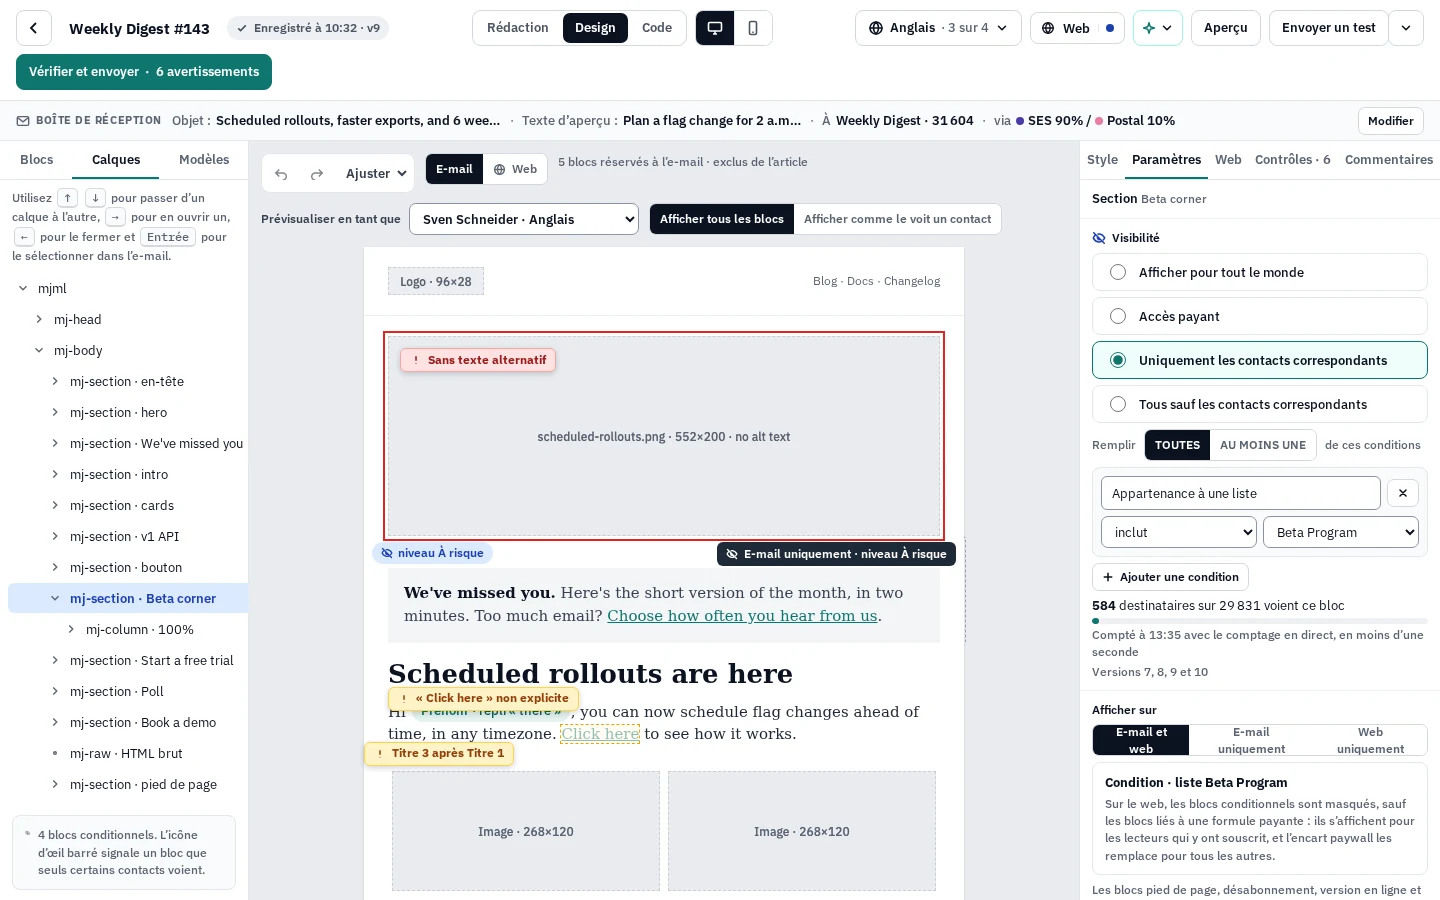 Weekly Digest #143
Enregistré à 10:32 · v9
Rédaction
Design
Code
Anglais · 3 sur 4
Web
Aperçu
Envoyer un test
Vérifier et envoyer · 6 avertissements
BOÎTE DE RÉCEPTION
Objet : Scheduled rollouts, faster exports, and 6 wee… · Texte d’aperçu : Plan a flag change for 2 a.m… · À Weekly Digest · 31 604 · via SES 90% / Postal 10%
Modifier
Blocs
Calques
Modèles
Utilisez ↑ ↓ pour passer d’un
calque à l’autre, → pour en ouvrir un,
← pour le fermer et Entrée pour
le sélectionner dans l’e-mail.
mjml
mj-head
mj-body
mj-section · en-tête
mj-section · hero
mj-section · We've missed you
mj-section · intro
mj-section · cards
mj-section · v1 API
mj-section · bouton
mj-section · Beta corner
mj-column · 100%
mj-section · Start a free trial
mj-section · Poll
mj-section · Book a demo
mj-raw · HTML brut
mj-section · pied de page
4 blocs conditionnels. L’icône
d’œil barré signale un bloc que
seuls certains contacts voient.
Ajuster
E-mail
Web
5 blocs réservés à l’e-mail · exclus de l’article
Prévisualiser en tant que
Sven Schneider · Anglais
Afficher tous les blocs
Afficher comme le voit un contact
Logo · 96×28
Blog · Docs · Changelog
! Sans texte alternatif
scheduled-rollouts.png · 552×200 · no alt text
niveau À risque
E-mail uniquement · niveau À risque
We've missed you. Here's the short version of the month, in two
minutes. Too much email? Choose how often you hear from us.
Scheduled rollouts are here
! « Click here » non explicite
Hi Prénom · repli « there », you can now schedule flag changes ahead of
time, in any timezone. Click here to see how it works.
! Titre 3 après Titre 1
Image · 268×120
Image · 268×120
Style
Paramètres
Web
Contrôles · 6
Commentaires
Section Beta corner
Visibilité
Afficher pour tout le monde
Accès payant
Uniquement les contacts correspondants
Tous sauf les contacts correspondants
Remplir TOUTES AU MOINS UNE de ces conditions
Appartenance à une liste
inclut
Beta Program
Ajouter une condition
584 destinataires sur 29 831 voient ce bloc
Compté à 13:35 avec le comptage en direct, en moins d’une
seconde
Versions 7, 8, 9 et 10
Afficher sur
E-mail et
web
E-mail
uniquement
Web
uniquement
Condition · liste Beta Program
Sur le web, les blocs conditionnels sont masqués, sauf
les blocs liés à une formule payante : ils s’affichent pour
les lecteurs qui y ont souscrit, et l’encart paywall les
remplace pour tous les autres.
Les blocs pied de page, désabonnement, version en ligne et